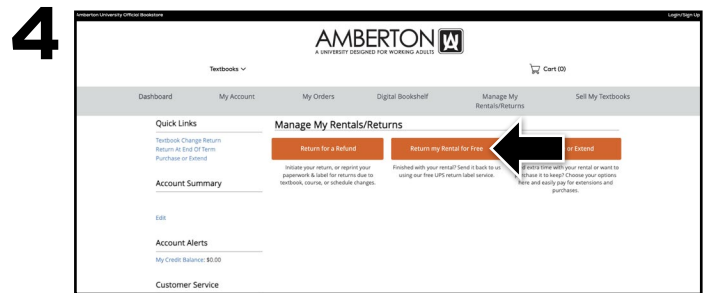 4
Amberton University Official Bookstore
Login/Sign Up
AMBERTON
A UNIVERSITY DESIGNED FOR WORKING ADULTS
Textbooks
Cart (0)
Dashboard
My Account
My Orders
Digital Bookshelf
Manage My
Rentals/Returns
Sell My Textbooks
Quick Links
Textbook Change Return
Return At End Of Term
Purchase or Extend
Account Summary
Edit
Account Alerts
My Credit Balance: $0.00
Customer Service
Manage My Rentals/Returns
Return for a Refund
Initiate your return, or reprint your
paperwork & label for returns due to
textbook, course, or schedule changes.
Return my Rental for Free
Finished with your rental? Send it back to us
using our free UPS return label service.
or Extend
extra time with your rental or want to
purchase it to keep? Choose your options
here and easily pay for extensions and
purchases.